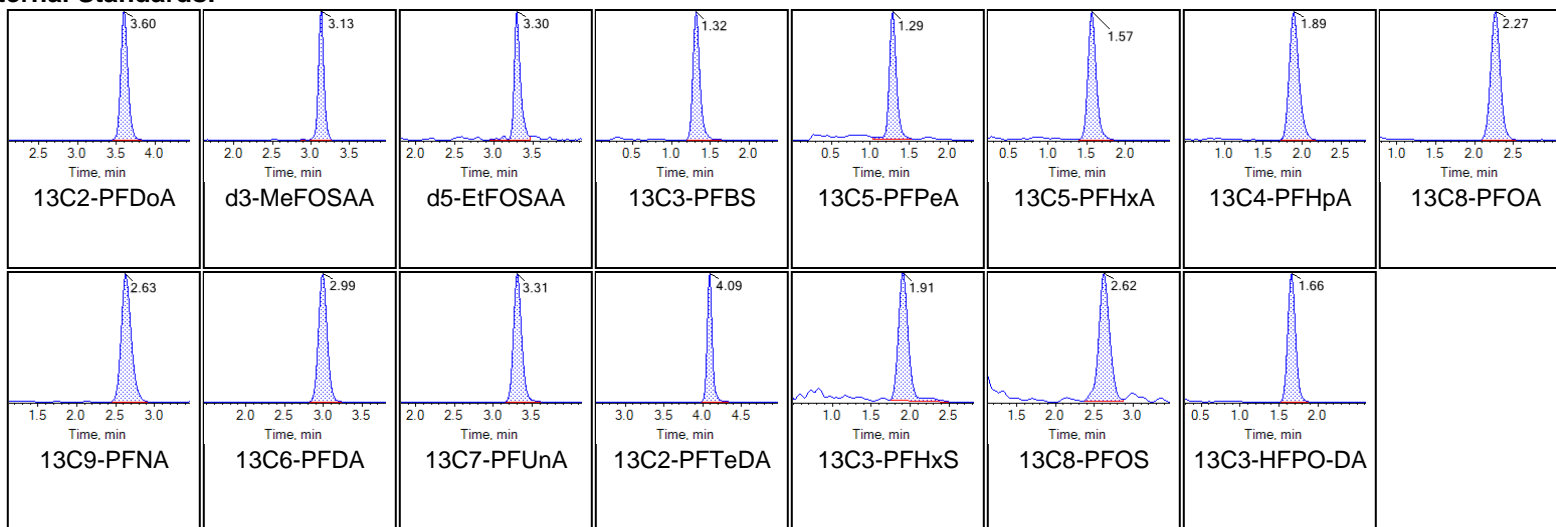 ternal Standards:
3.60 3.13 3.30 1.32 1.29 1.57 1.89 2.27
2.5 3.0 3.5 4.0 2.0 2.5 3.0 3.5 2.0 2.5 3.0 3.5 0.5 1.0 1.5 2.0 0.5 1.0 1.5 2.0 0.5 1.0 1.5 2.0 1.0 1.5 2.0 2.5 1.0 1.5 2.0 2.5
Time, min Time, min Time, min Time, min Time, min Time, min Time, min Time, min
13C2-PFDoA d3-MeFOSAA d5-EtFOSAA 13C3-PFBS 13C5-PFPeA 13C5-PFHxA 13C4-PFHpA 13C8-PFOA
2.63 2.99 3.31 4.09 1.91 2.62 1.66
1.5 2.0 2.5 3.0 2.0 2.5 3.0 3.5 2.0 2.5 3.0 3.5 3.0 3.5 4.0 4.5 1.0 1.5 2.0 2.5 1.5 2.0 2.5 3.0 0.5 1.0 1.5 2.0
Time, min Time, min Time, min Time, min Time, min Time, min Time, min
13C9-PFNA 13C6-PFDA 13C7-PFUnA 13C2-PFTeDA 13C3-PFHxS 13C8-PFOS 13C3-HFPO-DA